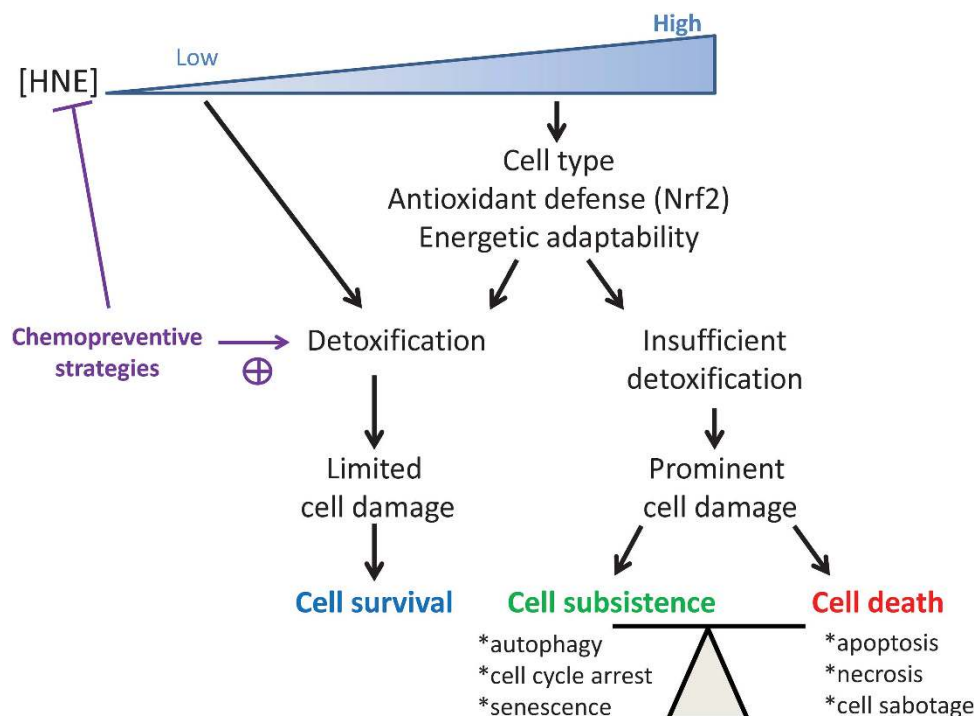 High
Low
[HNE]
Cell type
Antioxidant defense (Nrf2)
Energetic adaptability
Chemopreventive
strategies
Detoxification
Insufficient
detoxification
Limited
cell damage
Prominent
cell damage
Cell survival
Cell subsistence
Cell death
*autophagy
*cell cycle arrest
*senescence
*apoptosis
*necrosis
*cell sabotage